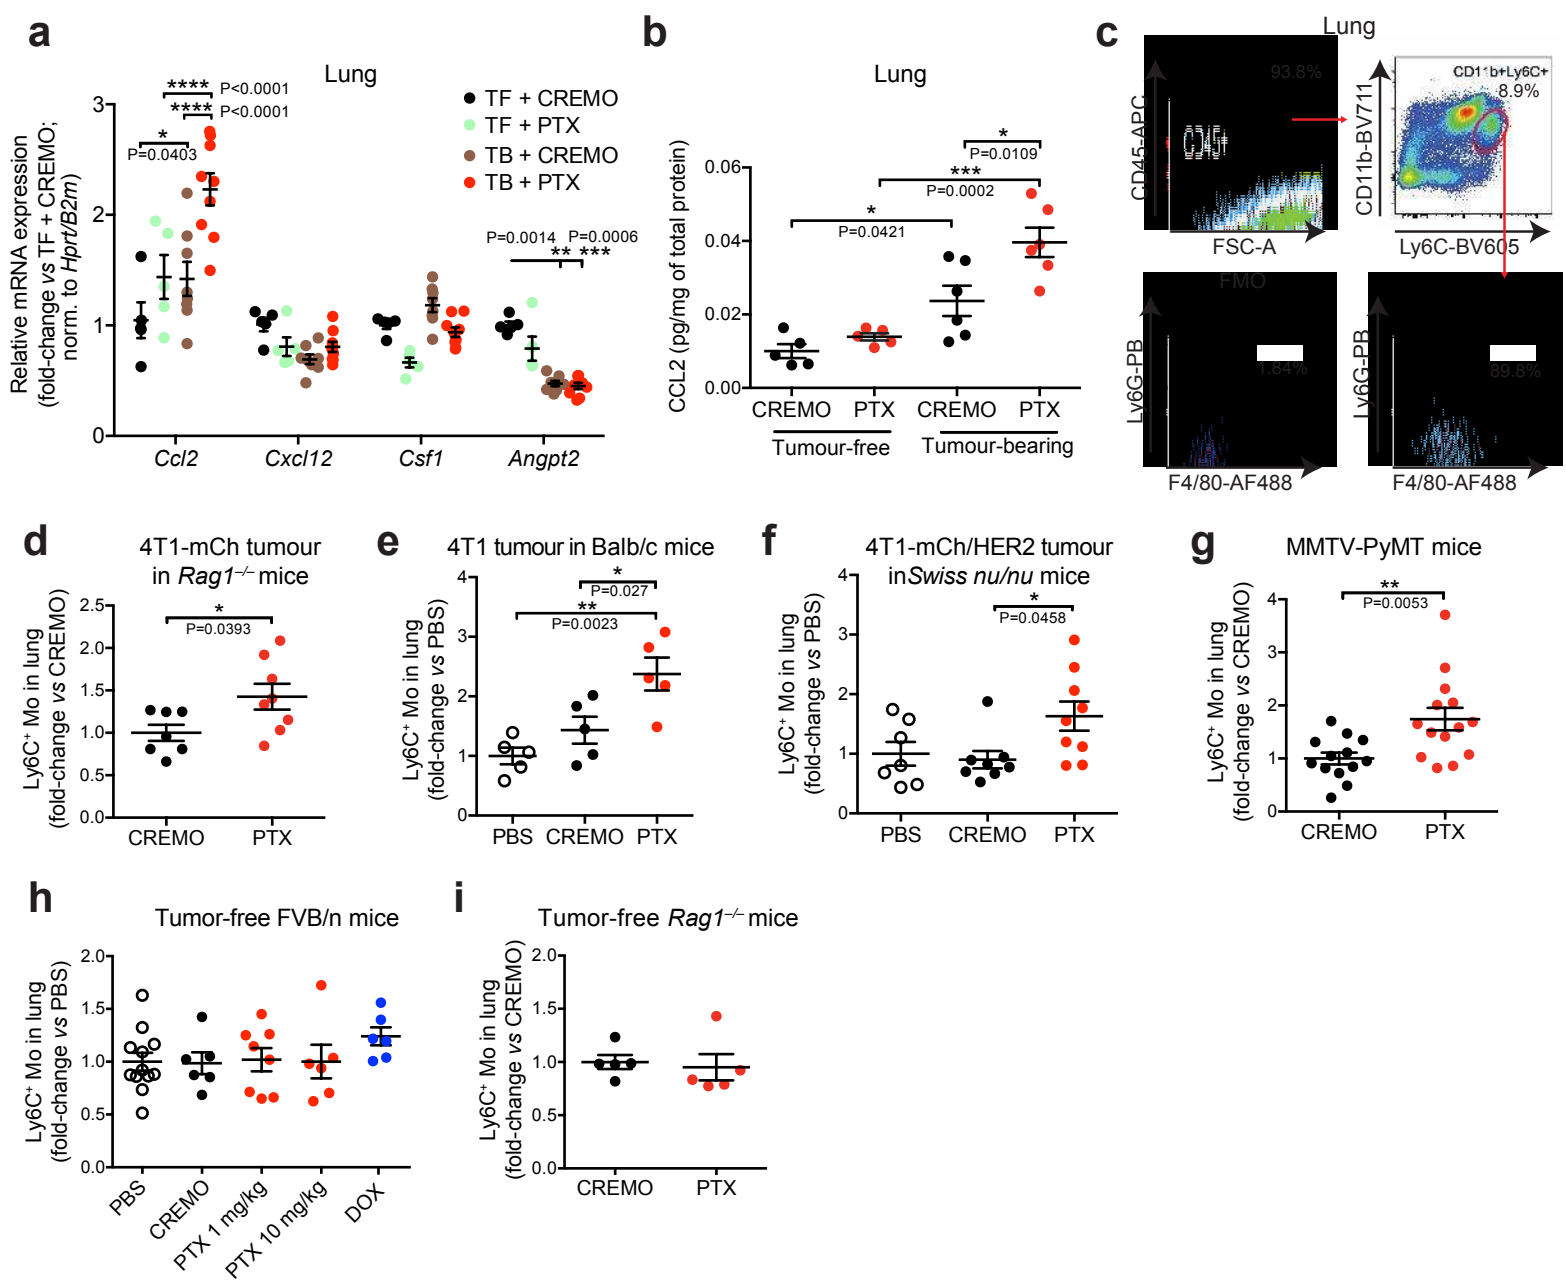 a
Lung
Relative mRNA expression
(fold-change vs TF + CREMO;
norm. to Hprt/B2m)
3
2
1
0
**** P<0.0001
**** P<0.0001
*
P=0.0403
P=0.0014 P=0.0006
** ***
TF + CREMO
TF + PTX
TB + CREMO
TB + PTX
Ccl2 Cxcl12 Csf1 Angpt2
b
Lung
CCL2 (pg/mg of total protein)
0.06
0.04
0.02
0.00
*
P=0.0109
***
P=0.0002
*
P=0.0421
CREMO PTX CREMO PTX
Tumour-free Tumour-bearing
c
Lung
CD45-APC
93.8%
CD45+
FSC-A
CD11b-BV711
CD11b+Ly6C+
8.9%
Ly6C-BV605
FMO
Ly6G-PB
1.84%
F4/80-AF488
Ly6G-PB
89.8%
F4/80-AF488
d
4T1-mCh tumour
in Rag1–/– mice
Ly6C+ Mo in lung
(fold-change vs CREMO)
2.5
2.0
1.5
1.0
0.5
0.0
*
P=0.0393
CREMO PTX
e
4T1 tumour in Balb/c mice
Ly6C+ Mo in lung
(fold-change vs PBS)
4
3
2
1
0
*
P=0.027
**
P=0.0023
PBS CREMO PTX
f
4T1-mCh/HER2 tumour
inSwiss nu/nu mice
Ly6C+ Mo in lung
(fold-change vs PBS)
4
3
2
1
0
*
P=0.0458
PBS CREMO PTX
g
MMTV-PyMT mice
Ly6C+ Mo in lung
(fold-change vs CREMO)
4
3
2
1
0
**
P=0.0053
CREMO PTX
h
Tumor-free FVB/n mice
Ly6C+ Mo in lung
(fold-change vs PBS)
2.0
1.5
1.0
0.5
0.0
PBS
CREMO
PTX 1 mg/kg
PTX 10 mg/kg
DOX
i
Tumor-free Rag1–/– mice
Ly6C+ Mo in lung
(fold-change vs CREMO)
2.0
1.5
1.0
0.5
0.0
CREMO PTX